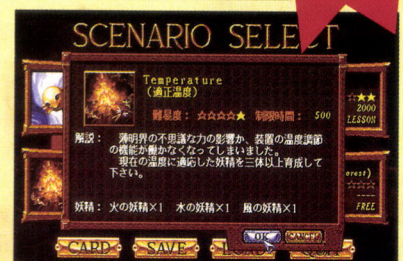 SCENARIO SELECT
Temperature
(適正温度)
難易度： ☆☆☆☆★ 制限時間： 500
解説： 薄明界の不思議な力の影響か、装置の温度調節
の機能が働かなくなってしまいました。
現在の温度に適応した妖精を三体以上育成して
下さい。
妖精： 火の妖精×1 水の妖精×1 風の妖精×1
OK CANCEL
☆★★
2000
LESSON
orest)
☆☆☆
----
FREE
CARD SAVE